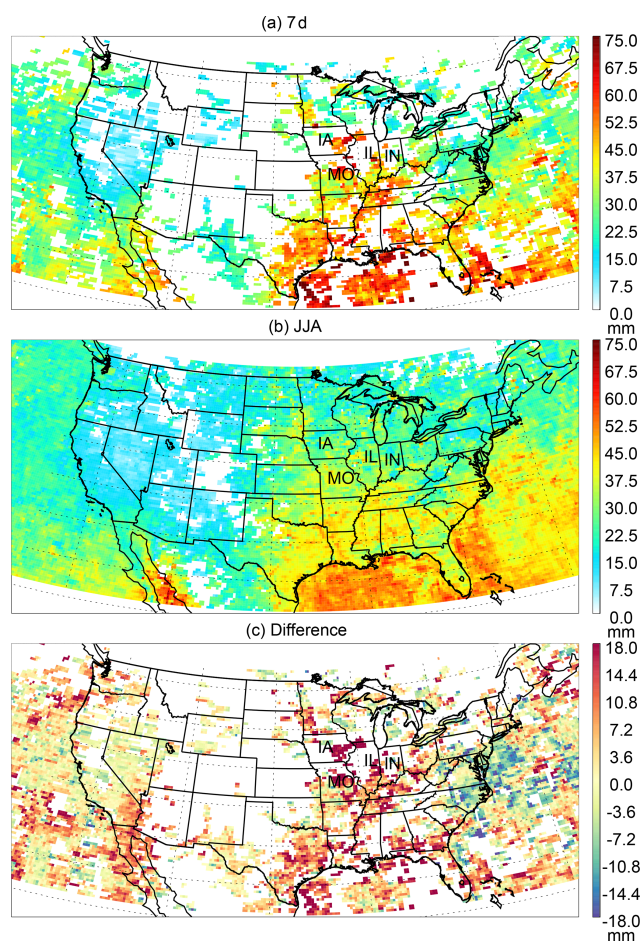 (a) 7 d
75.0
67.5
60.0
52.5
45.0
37.5
30.0
22.5
15.0
7.5
0.0
mm
IA
IL
IN
MO
(b) JJA
75.0
67.5
60.0
52.5
45.0
37.5
30.0
22.5
15.0
7.5
0.0
mm
IA
IL
IN
MO
(c) Difference
18.0
14.4
10.8
7.2
3.6
0.0
-3.6
-7.2
-10.8
-14.4
-18.0
mm
IA
IL
IN
MO